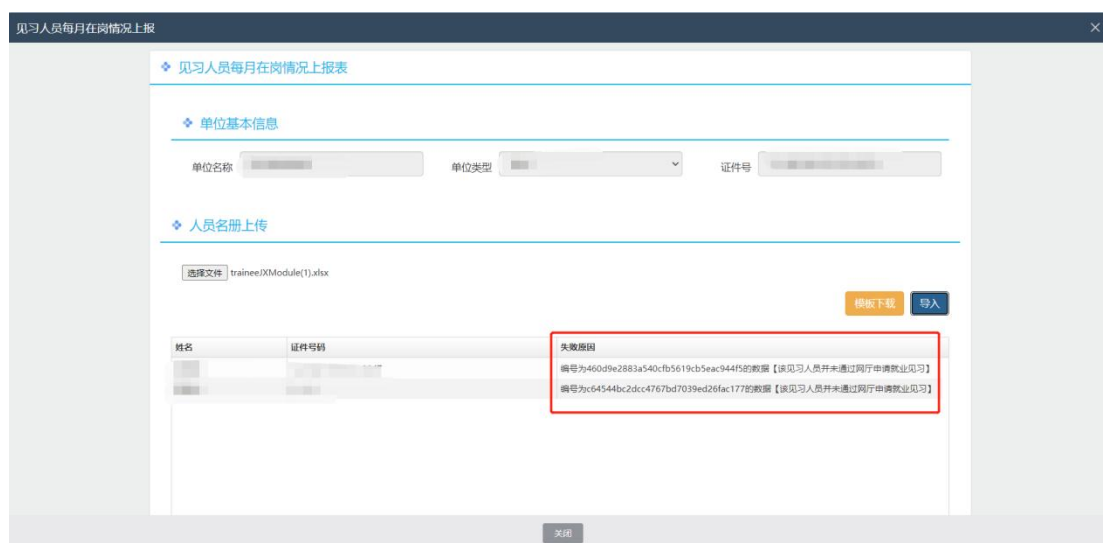 见习人员每月在岗情况上报
见习人员每月在岗情况上报表
单位基本信息
单位名称 单位类型 证件号
人员名册上传
选择文件 traineeJXModule(1).xlsx
模板下载 导入
姓名 证件号码 失败原因
编号为460d9e2883a540cfb5619cb5eac944f5的数据【该见习人员并未通过网厅申请就业见习】
编号为c64544bc2dcc4767bd7039ed26fac177的数据【该见习人员并未通过网厅申请就业见习】
关闭